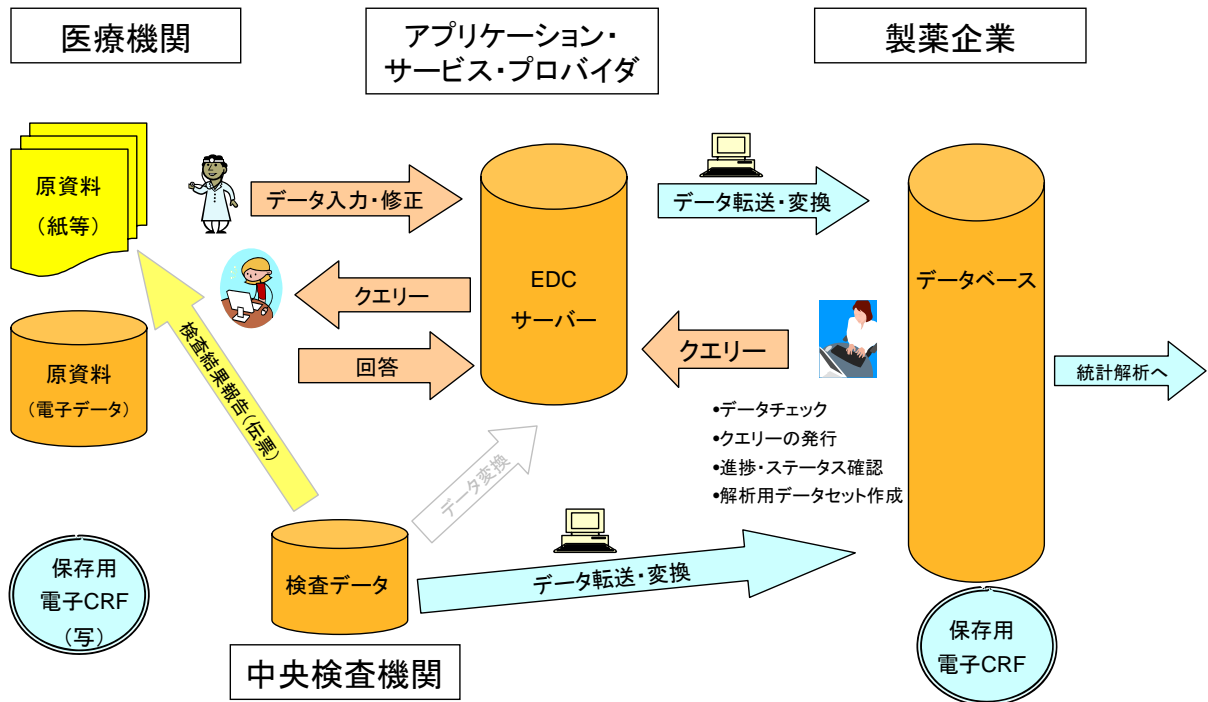 医療機関
アプリケーション・
サービス・プロバイダ
製薬企業
原資料
(紙等)
データ入力・修正
データ転送・変換
クエリー
EDC
サーバー
データベース
原資料
(電子データ)
検査結果報告(伝票)
回答
クエリー
統計解析へ
•データチェック
•クエリーの発行
•進捗・ステータス確認
•解析用データセット作成
データ変換
保存用
電子CRF
(写)
検査データ
データ転送・変換
中央検査機関
保存用
電子CRF